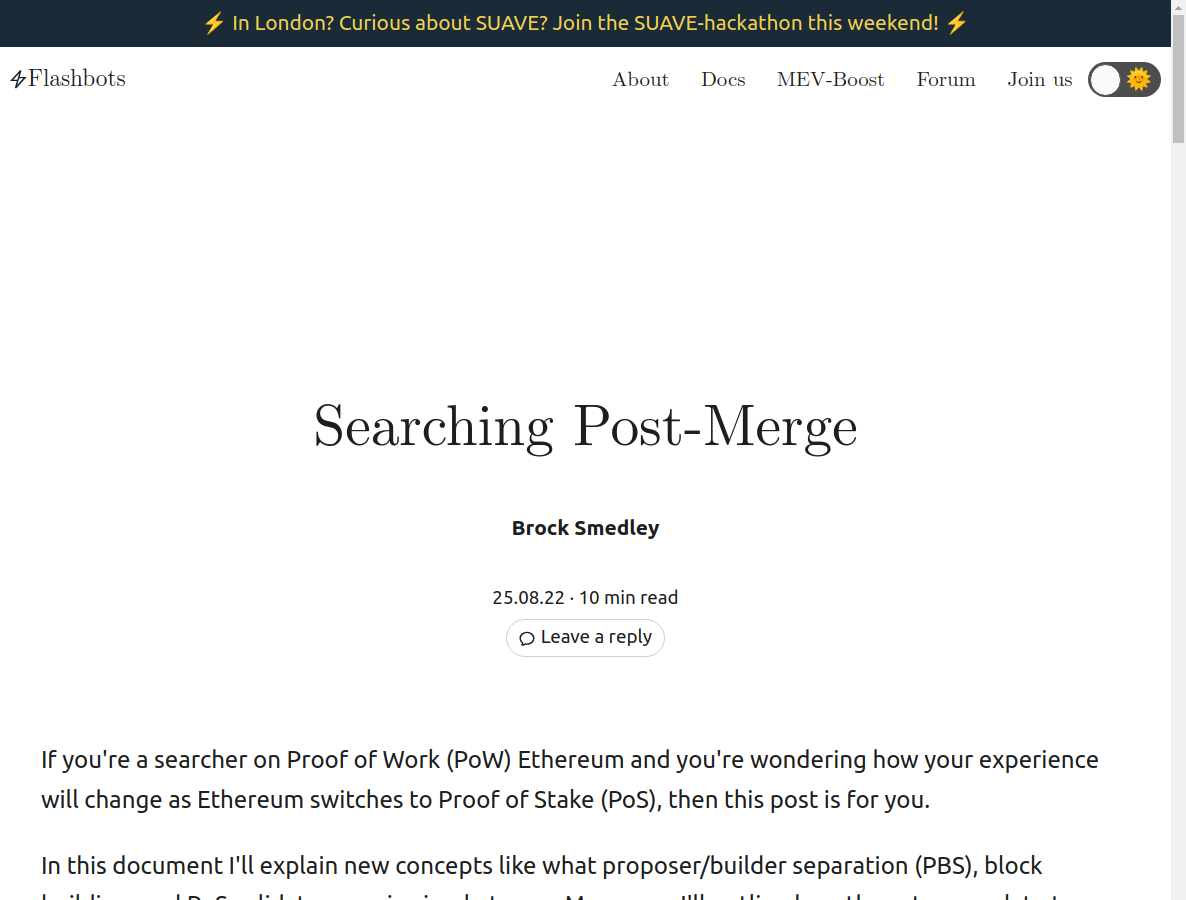 ⚡ In London? Curious about SUAVE? Join the SUAVE-hackathon this weekend! ⚡
Flashbots
About
Docs
MEV-Boost
Forum
Join us
Searching Post-Merge
Brock Smedley
25.08.22 · 10 min read
Leave a reply
If you're a searcher on Proof of Work (PoW) Ethereum and you're wondering how your experience
will change as Ethereum switches to Proof of Stake (PoS), then this post is for you.
In this document I'll explain new concepts like what proposer/builder separation (PBS), block